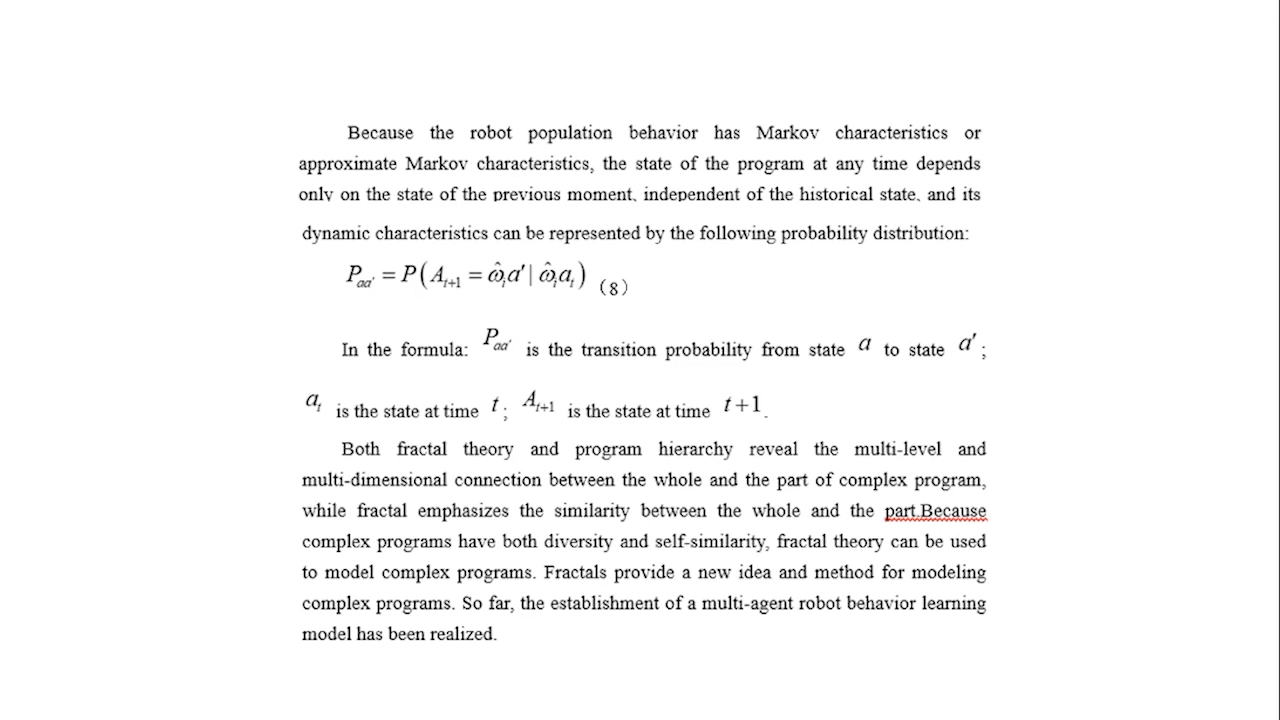 Because the robot population behavior has Markov characteristics or
approximate Markov characteristics, the state of the program at any time depends
only on the state of the previous moment, independent of the historical state, and its
dynamic characteristics can be represented by the following probability distribution:
P_{aa'} = P(A_{t+1} = ω̂_i a' | ω̂_i a_t) (8)
In the formula: P_{aa'} is the transition probability from state a to state a' ;
a_t is the state at time t ; A_{t+1} is the state at time t+1 .
Both fractal theory and program hierarchy reveal the multi-level and
multi-dimensional connection between the whole and the part of complex program,
while fractal emphasizes the similarity between the whole and the part.Because
complex programs have both diversity and self-similarity, fractal theory can be used
to model complex programs. Fractals provide a new idea and method for modeling
complex programs. So far, the establishment of a multi-agent robot behavior learning
model has been realized.